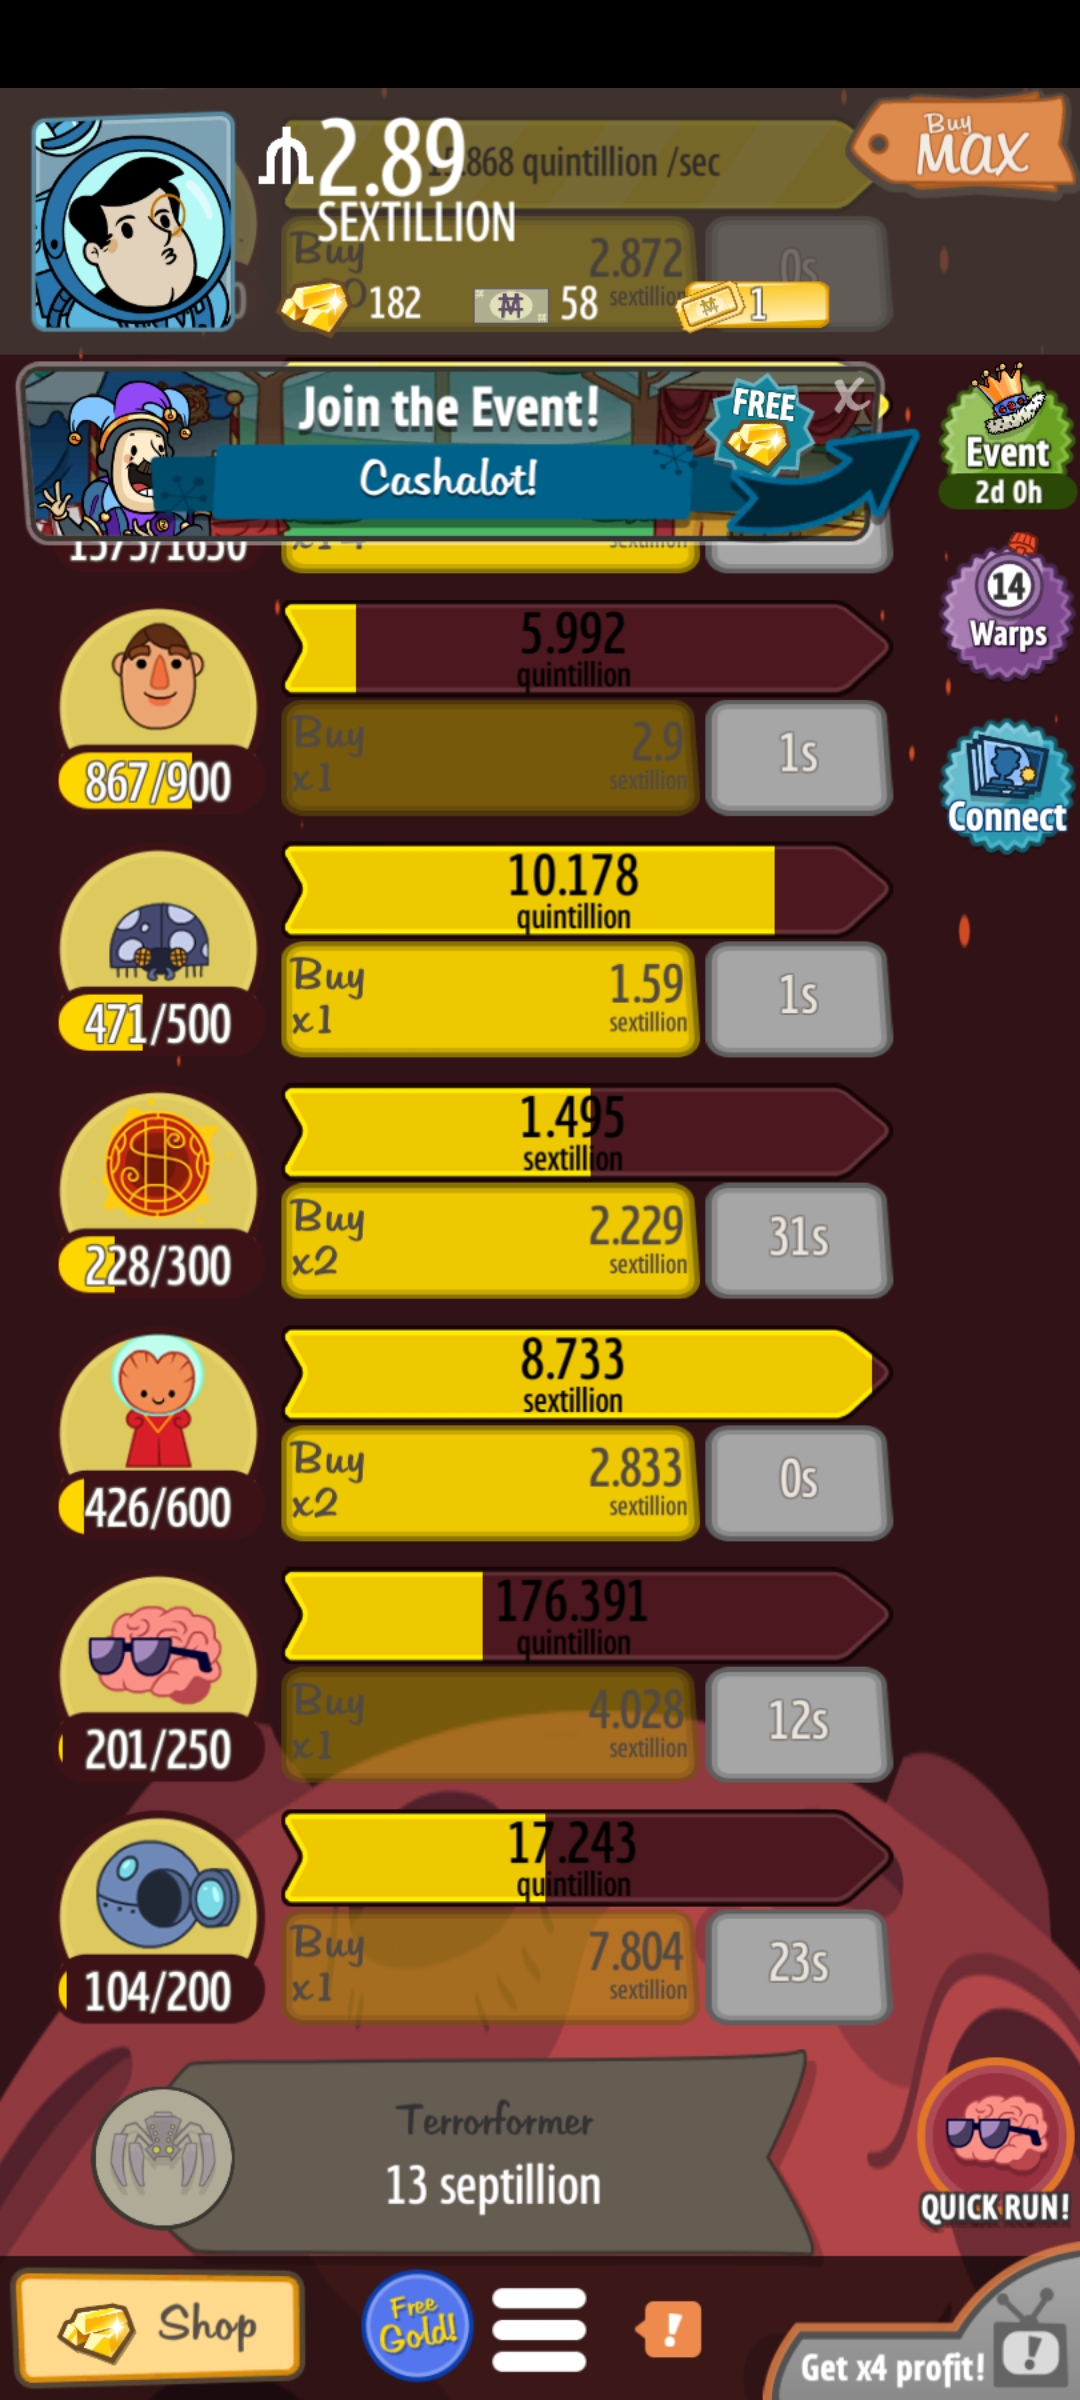 2.89
.868 quintillion /sec
SEXTILLION
Buy
MAX
Buy
2.872
sextillion
0s
182
58
1
Join the Event!
Cashalot!
FREE
X
Event
2d 0h
1575/1650
14
Warps
5.992
quintillion
867/900
Buy
x1
2.9
sextillion
1s
Connect
10.178
quintillion
471/500
Buy
x1
1.59
sextillion
1s
1.495
sextillion
228/300
Buy
x2
2.229
sextillion
31s
8.733
sextillion
426/600
Buy
x2
2.833
sextillion
0s
176.391
quintillion
201/250
Buy
x1
4.028
sextillion
12s
17.243
quintillion
104/200
Buy
x1
7.804
sextillion
23s
Terrorformer
13 septillion
QUICK RUN!
Shop
Free
Gold!
!
Get x4 profit!
!